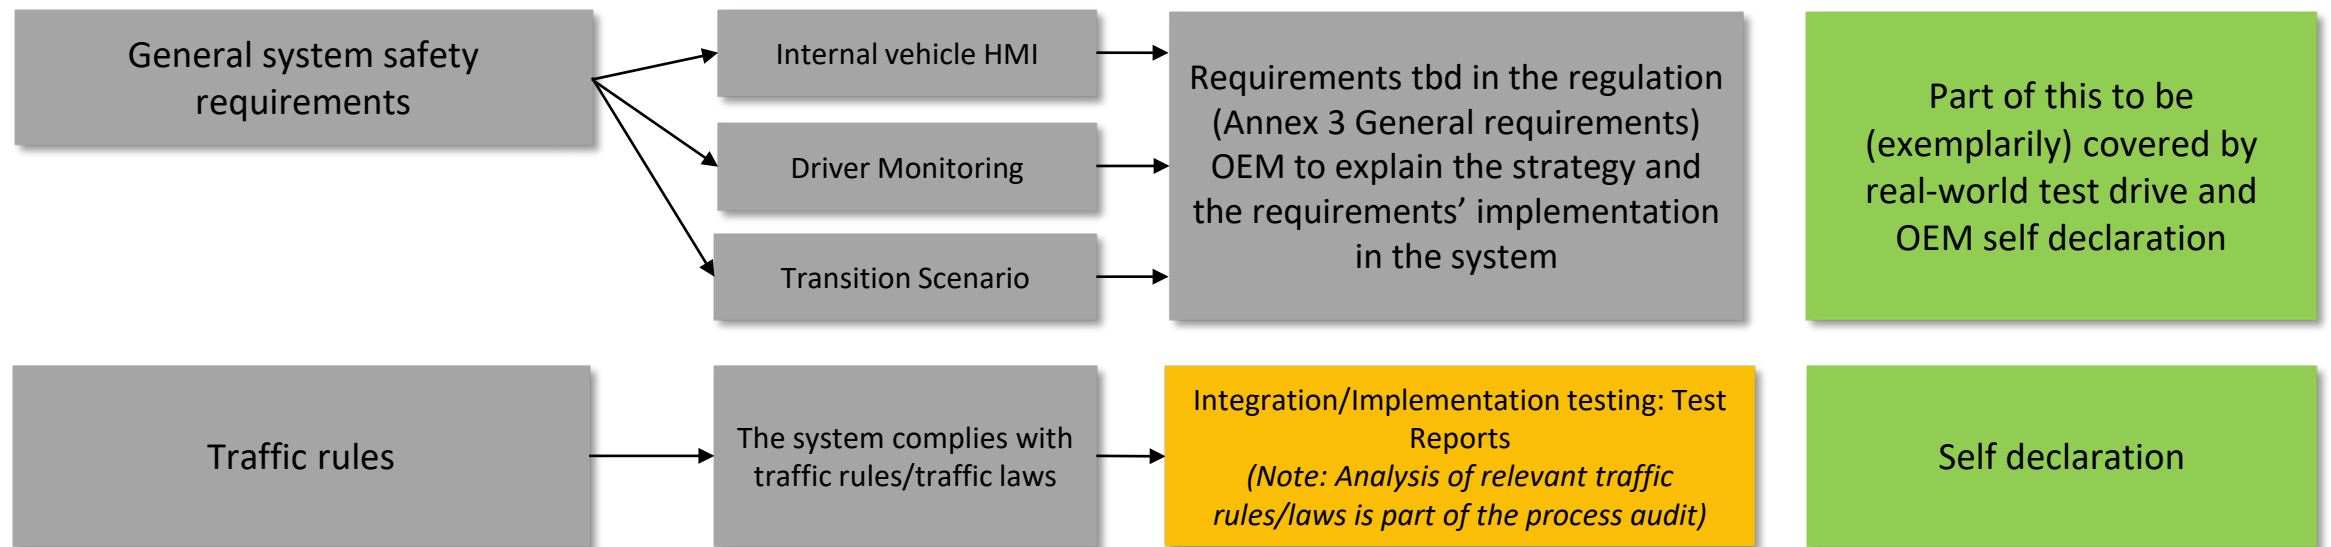 General system safety
requirements
Internal vehicle HMI
Driver Monitoring
Transition Scenario
Requirements tbd in the regulation
(Annex 3 General requirements)
OEM to explain the strategy and
the requirements’ implementation
in the system
Part of this to be
(exemplarily) covered by
real-world test drive and
OEM self declaration
Traffic rules
The system complies with
traffic rules/traffic laws
Integration/Implementation testing: Test
Reports
(Note: Analysis of relevant traffic
rules/laws is part of the process audit)
Self declaration